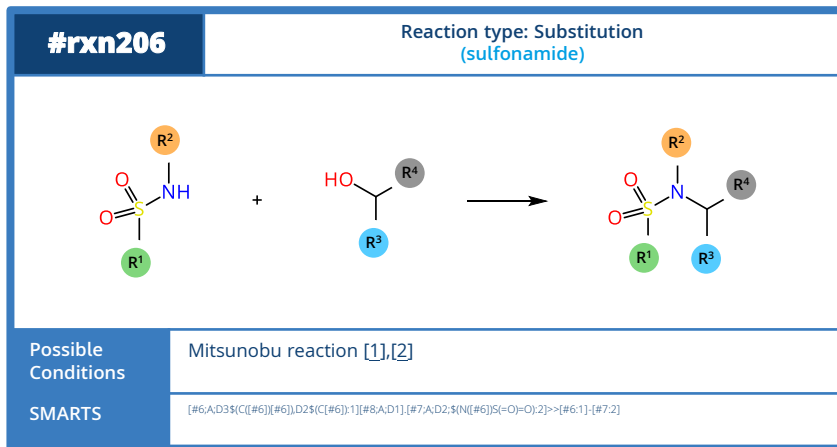 #rxn206
Reaction type: Substitution
(sulfonamide)
R²
O
NH
S
O
R¹
+
HO
R⁴
R³
R²
O
N
R⁴
S
O
R¹
R³
Possible
Conditions
Mitsunobu reaction [1],[2]
SMARTS
[#6;A;D3$(C([#6])[#6]),D2$(C[#6]):1][#8;A;D1].[#7;A;D2;$(N([#6])S(=O)=O):2]>>[#6:1]-[#7:2]